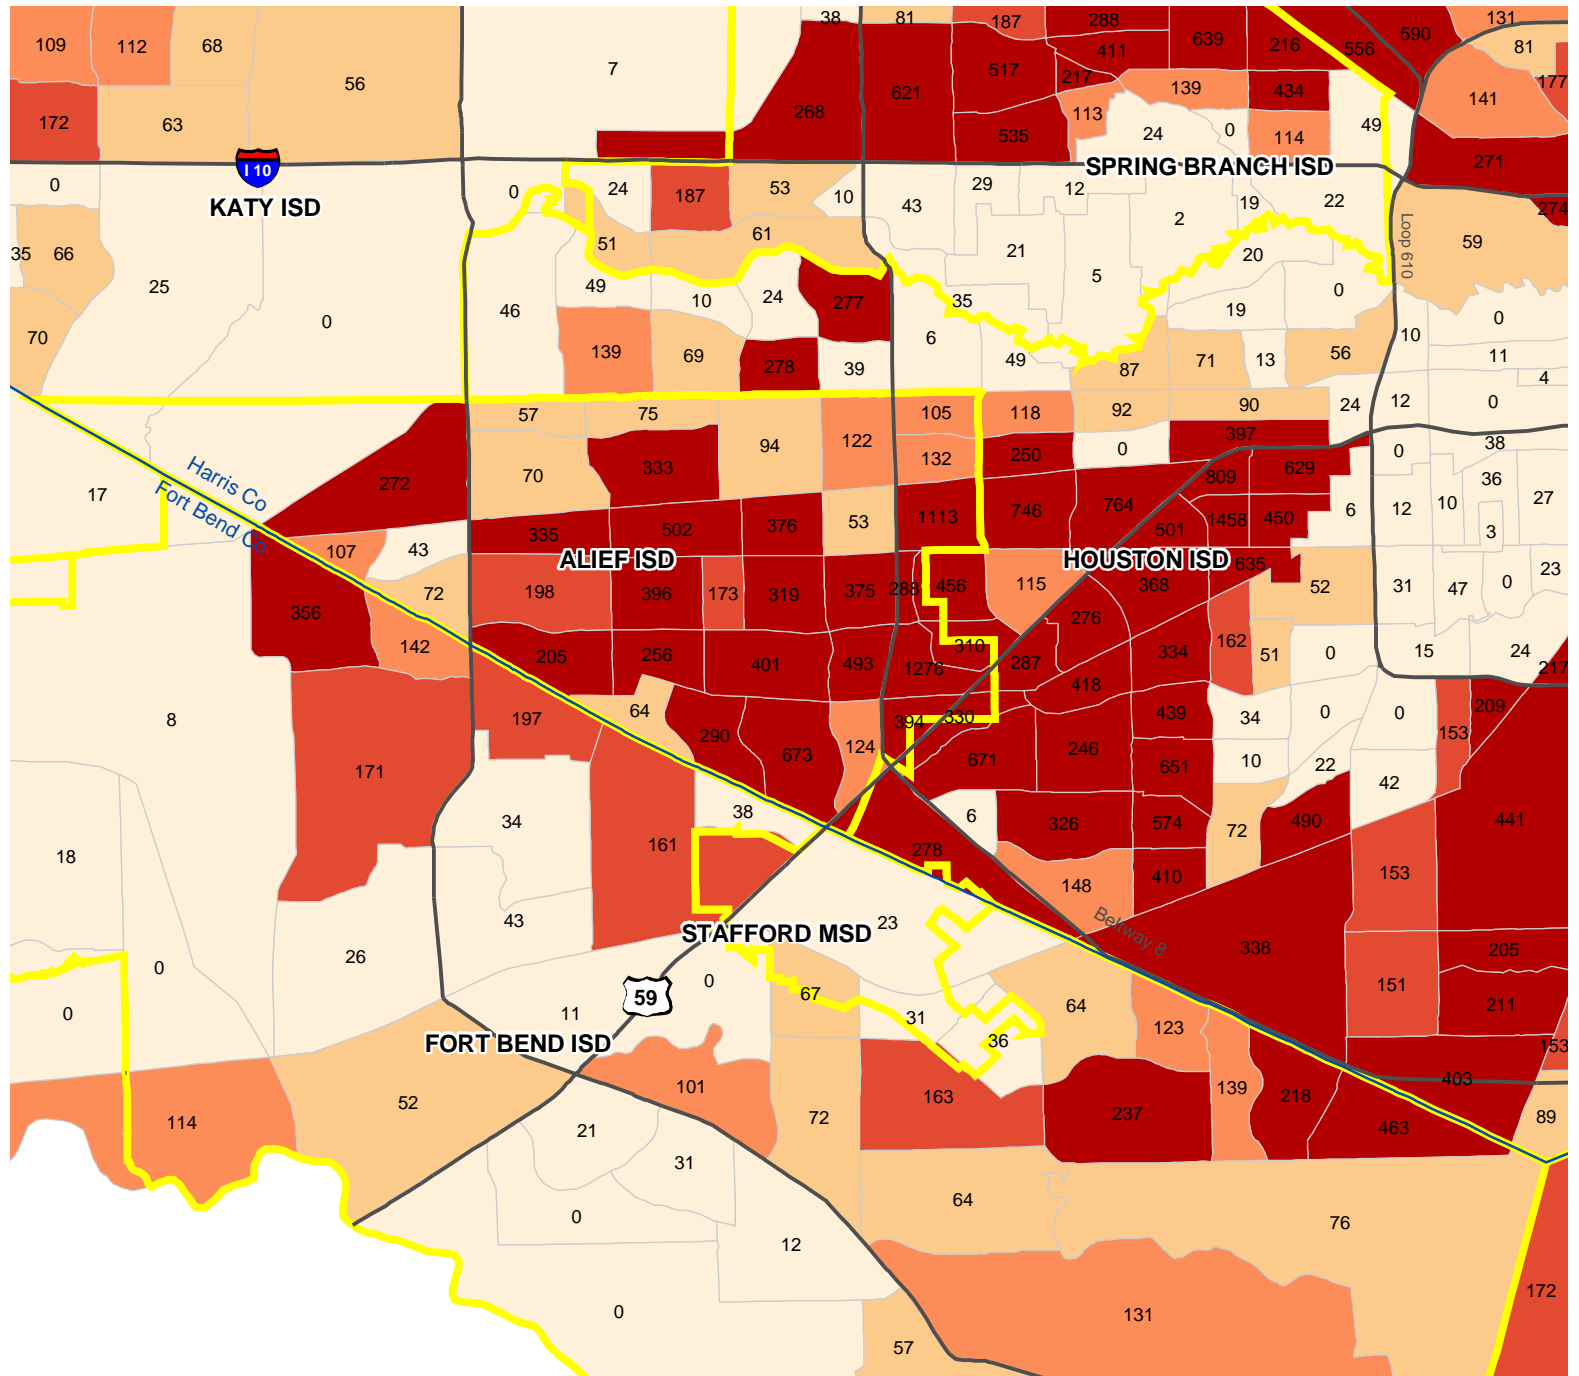 38 81 187 288 131
109 112 68 639 216 556 590 81
56 7 411
517 217 177
621 139 434 141
172 63 268 113 49
535 24 0 114
271
I 10
SPRING BRANCH ISD
0 0 24 187 53 10 29 12
KATY ISD
43 2 19 22 274
Loop 610
35 66 51 61 21 20 59
25 49 10 24 277 5 0
46 35 19 0
70 0 6 10
139 69 278 39 49 87 71 13 56 11
4
57 75 105 118 92 90 24 12 0
94 122 397 38
Harris Co
272 70 333 132 250 0 809 629 0
17 36
Fort Bend Co
335 502 376 53 1113 746 764 501 1458 450 6 12 10 27
3
107 43
ALIEF ISD
HOUSTON ISD
635 23
356 72 198 396 173 319 375 288 456 115 368 52 31 47 0
276
142 205 256 401 493 1276 310 287 334 162 51 0 15 24 217
418
8 197 64 290 394 330 439 34 0 0 153 209
673 124 671 246 651 10 22
171 42
34 38 6 326 574 72 490 441
18 161 278 148 410 153
43 23
STAFFORD MSD
Beltway 8
26 338 205
0 0 67 64 151 211
59
0 11 31 36 123 153
FORT BEND ISD
101 163 237 139 218 403
114 52 72 463 89
21
31
64
0 76
12
0 131 172
57